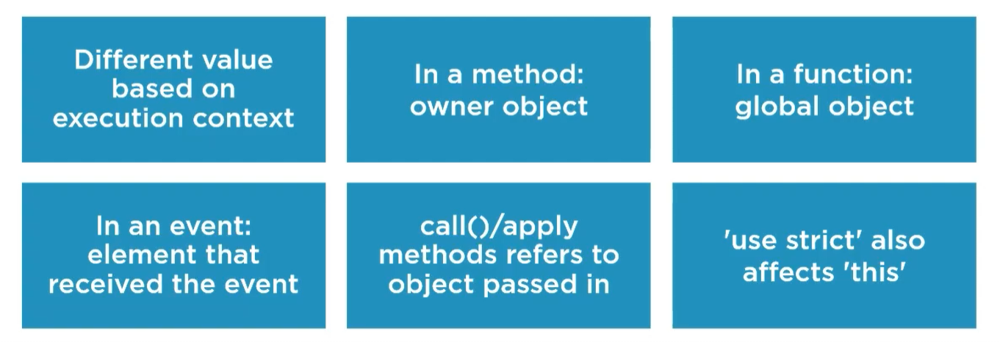 Different value
based on
execution context
In a method:
owner object
In a function:
global object
In an event:
element that
received the event
call()/apply
methods refers to
object passed in
'use strict' also
affects 'this'